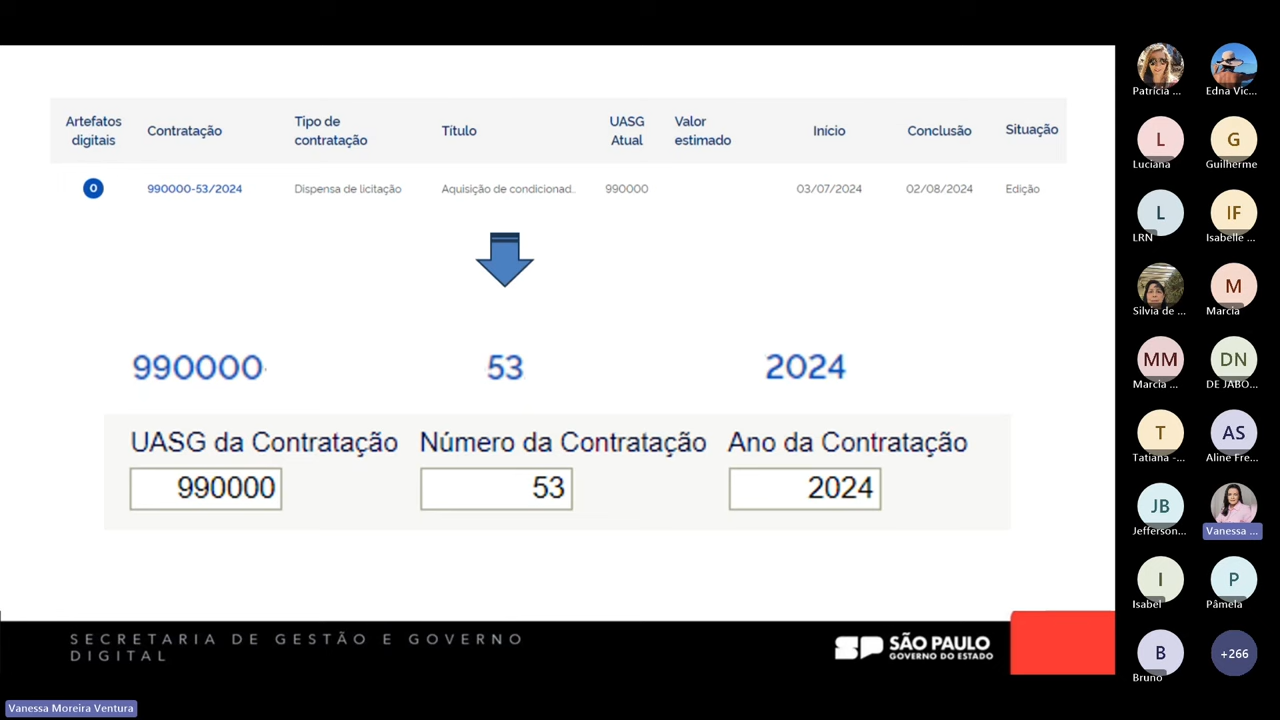 Artefatos digitais
Contratação
Tipo de contratação
Título
UASG Atual
Valor estimado
Início
Conclusão
Situação
0
990000-53/2024
Dispensa de licitação
Aquisição de condicionad..
990000
03/07/2024
02/08/2024
Edição
990000
53
2024
UASG da Contratação
Número da Contratação
Ano da Contratação
990000
53
2024
SECRETARIA DE GESTÃO E GOVERNO
DIGITAL
SP
SÃO PAULO
GOVERNO DO ESTADO
Patrícia ...
Edna Vic...
L
Luciana
G
Guilherme
L
LRN
IF
Isabelle ...
Silvia de ...
M
Marcia
MM
Marcia ...
DN
DE JABO...
T
Tatiana -...
AS
Aline Fre...
JB
Jefferson...
Vanessa ...
I
Isabel
P
Pâmela
B
Bruno
+266
Vanessa Moreira Ventura